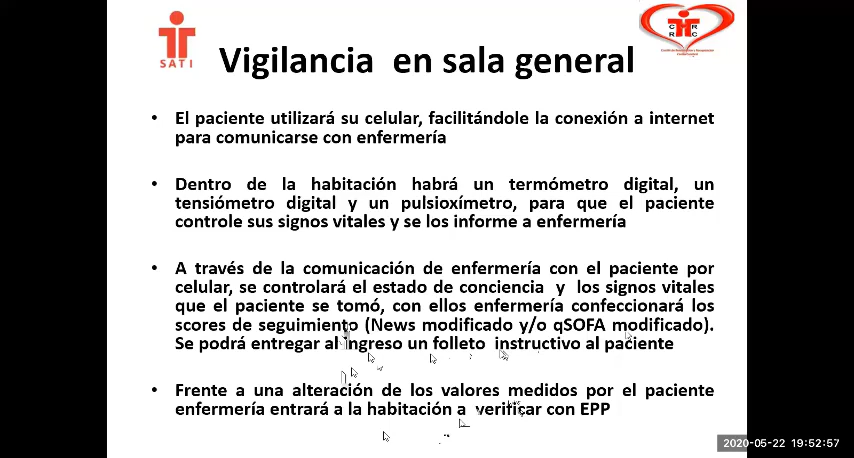 SATI
C R
R C
Vigilancia en sala general
• El paciente utilizará su celular, facilitándole la conexión a internet
para comunicarse con enfermería
• Dentro de la habitación habrá un termómetro digital, un
tensiómetro digital y un pulsioxímetro, para que el paciente
controle sus signos vitales y se los informe a enfermería
• A través de la comunicación de enfermería con el paciente por
celular, se controlará el estado de conciencia y los signos vitales
que el paciente se tomó, con ellos enfermería confeccionará los
scores de seguimiento (News modificado y/o qSOFA modificado).
Se podrá entregar al ingreso un folleto instructivo al paciente
• Frente a una alteración de los valores medidos por el paciente
enfermería entrará a la habitación a verificar con EPP
2020-05-22 19:52:57